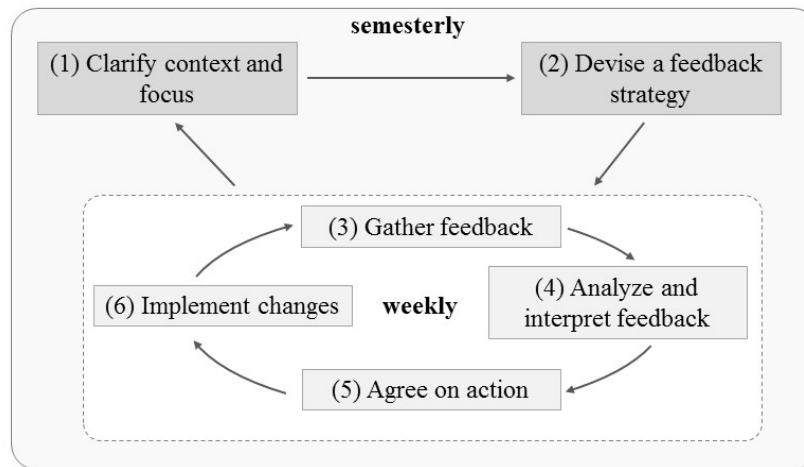 semesterly
(1) Clarify context and
focus
(2) Devise a feedback
strategy
(3) Gather feedback
(4) Analyze and
interpret feedback
(5) Agree on action
(6) Implement changes
weekly